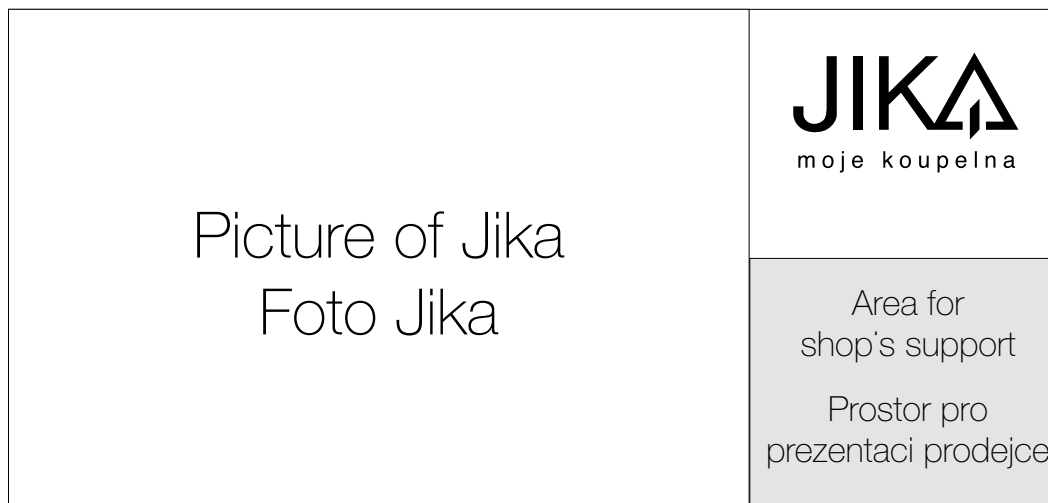 Picture of Jika
Foto Jika
JIKA
moje koupelna
Area for
shop's support
Prostor pro
prezentaci prodejce